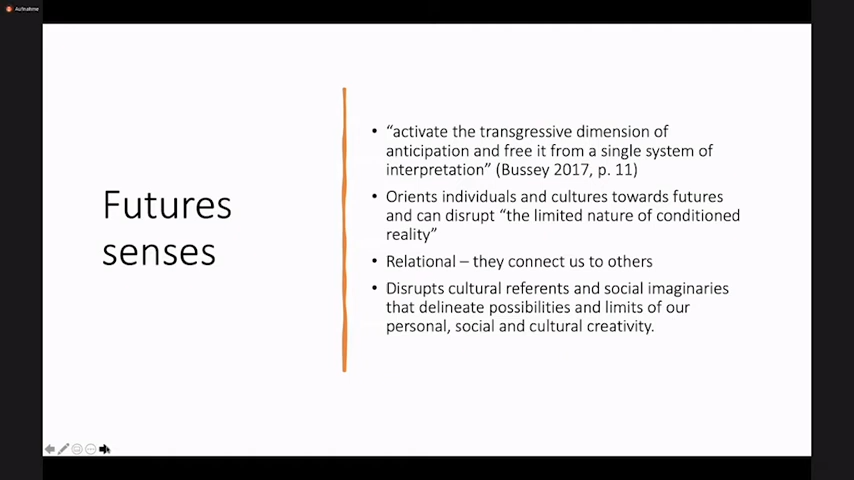 Aufnahme
Futures
senses
• “activate the transgressive dimension of
anticipation and free it from a single system of
interpretation” (Bussey 2017, p. 11)
• Orients individuals and cultures towards futures
and can disrupt “the limited nature of conditioned
reality”
• Relational – they connect us to others
• Disrupts cultural referents and social imaginaries
that delineate possibilities and limits of our
personal, social and cultural creativity.